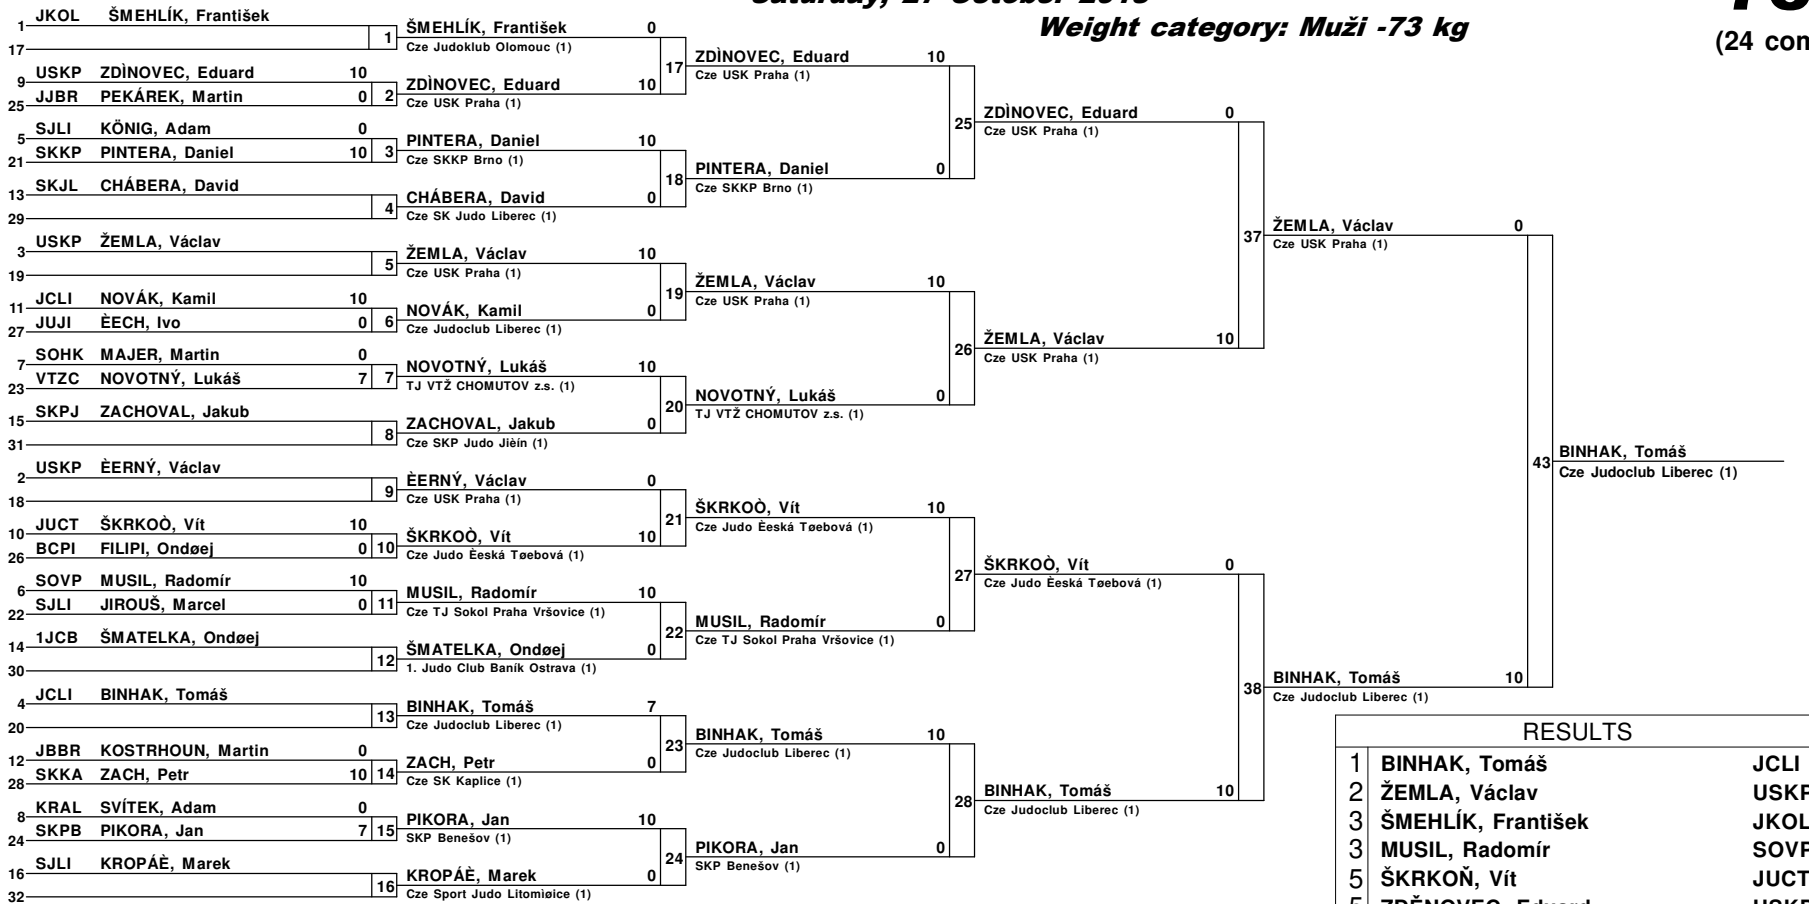 Weight category: Muži -73 kg
1 JKOL ŠMEHLÍK, František
17
1
9 USKP ZDÌNOVEC, Eduard 10
25 JJBR PEKÁREK, Martin 0
2
5 SJLI KÖNIG, Adam 0
21 SKKP PINTERA, Daniel 10
3
13 SKJL CHÁBERA, David
29
4
3 USKP ŽEMLA, Václav
19
5
11 JCLI NOVÁK, Kamil 10
27 JUJI ÈECH, Ivo 0
6
7 SOHK MAJER, Martin 0
23 VTZC NOVOTNÝ, Lukáš 7
7
15 SKPJ ZACHOVAL, Jakub
31
8
2 USKP ÈERNÝ, Václav
18
9
10 JUCT ŠKRKOÒ, Vít 10
26 BCPI FILIPI, Ondøej 0
10
6 SOVP MUSIL, Radomír 10
22 SJLI JIROUŠ, Marcel 0
11
14 1JCB ŠMATELKA, Ondøej
30
12
4 JCLI BINHAK, Tomáš
20
13
12 JBBR KOSTRHOUN, Martin 0
28 SKKA ZACH, Petr 10
14
8 KRAL SVÍTEK, Adam 0
24 SKPB PIKORA, Jan 7
15
16 SJLI KROPÁÈ, Marek
32
16
ŠMEHLÍK, František 0
Cze Judoklub Olomouc (1)
17
ZDÌNOVEC, Eduard 10
Cze USK Praha (1)
PINTERA, Daniel 10
Cze SKKP Brno (1)
18
CHÁBERA, David 0
Cze SK Judo Liberec (1)
ŽEMLA, Václav 10
Cze USK Praha (1)
19
NOVÁK, Kamil 0
Cze Judoclub Liberec (1)
NOVOTNÝ, Lukáš 10
TJ VTŽ CHOMUTOV z.s. (1)
20
ZACHOVAL, Jakub 0
Cze SKP Judo Jièín (1)
ÈERNÝ, Václav 0
Cze USK Praha (1)
21
ŠKRKOÒ, Vít 10
Cze Judo Èeská Tøebová (1)
MUSIL, Radomír 10
Cze TJ Sokol Praha Vršovice (1)
22
ŠMATELKA, Ondøej 0
1. Judo Club Baník Ostrava (1)
BINHAK, Tomáš 7
Cze Judoclub Liberec (1)
23
ZACH, Petr 0
Cze SK Kaplice (1)
PIKORA, Jan 10
SKP Benešov (1)
24
KROPÁÈ, Marek 0
Cze Sport Judo Litomìøice (1)
ZDÌNOVEC, Eduard 10
Cze USK Praha (1)
25
PINTERA, Daniel 0
Cze SKKP Brno (1)
ŽEMLA, Václav 10
Cze USK Praha (1)
26
NOVOTNÝ, Lukáš 0
TJ VTŽ CHOMUTOV z.s. (1)
ŠKRKOÒ, Vít 10
Cze Judo Èeská Tøebová (1)
27
MUSIL, Radomír 0
Cze TJ Sokol Praha Vršovice (1)
BINHAK, Tomáš 10
Cze Judoclub Liberec (1)
28
PIKORA, Jan 0
SKP Benešov (1)
ZDÌNOVEC, Eduard 0
Cze USK Praha (1)
37
ŽEMLA, Václav 10
Cze USK Praha (1)
ŠKRKOÒ, Vít 0
Cze Judo Èeská Tøebová (1)
38
BINHAK, Tomáš 10
Cze Judoclub Liberec (1)
ŽEMLA, Václav 0
Cze USK Praha (1)
43
BINHAK, Tomáš 10
Cze Judoclub Liberec (1)
BINHAK, Tomáš
Cze Judoclub Liberec (1)
(24 con
RESULTS
1 BINHAK, Tomáš JCLI
2 ŽEMLA, Václav USKP
3 ŠMEHLÍK, František JKOL
3 MUSIL, Radomír SOVP
5 ŠKRKOŇ, Vít JUCT
5 ZDĚNOVEC, Eduard USKP